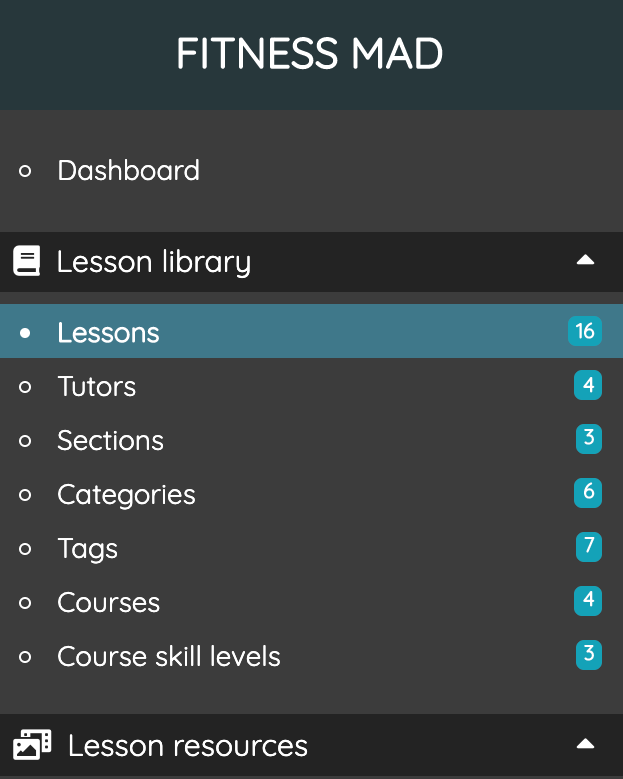 FITNESS MAD
Dashboard
Lesson library
Lessons 16
Tutors 4
Sections 3
Categories 6
Tags 7
Courses 4
Course skill levels 3
Lesson resources